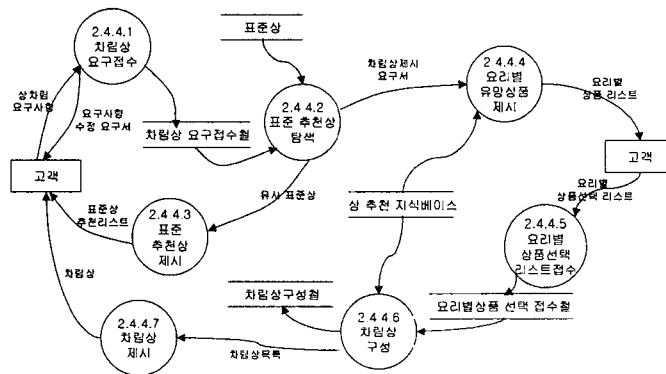 2.4.4.1
차림상
요구접수
표준상
상차림
요구사항
요구사항
수정 요구서
차림상 요구접수철
2.4.4.2
표준 추천상
탐색
차림상제시
요구서
2.4.4.4
요리별
유망상품
제시
요리별
상품 리스트
고객
고객
유사 표준상
표준상
추천리스트
2.4.4.3
표준
추천상
제시
상 추천 지식베이스
요리별
상품선택 리스트
2.4.4.5
요리별
상품선택
리스트접수
차림상
차림상구성철
요리별상품 선택 접수철
2.4.4.7
차림상
제시
차림상목록
2.4.4.6
차림상
구성